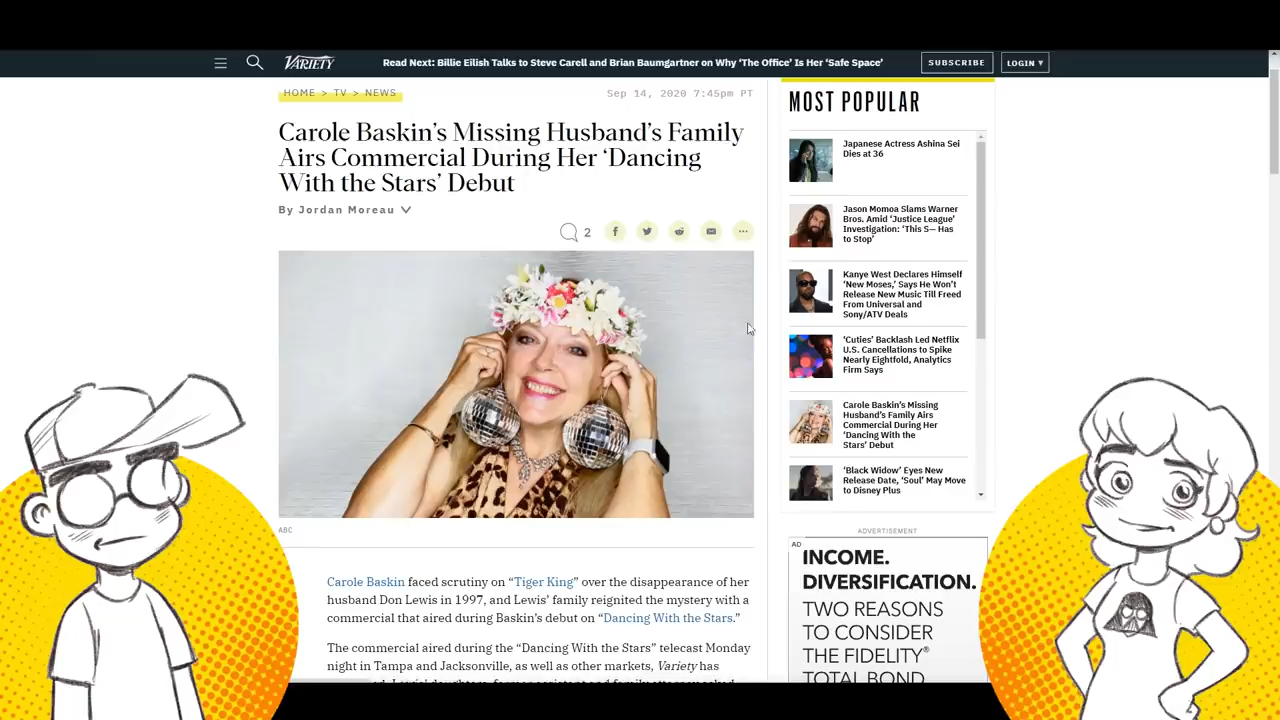 VARIETY
Read Next: Billie Eilish Talks to Steve Carell and Brian Baumgartner on Why ‘The Office’ Is Her ‘Safe Space’
SUBSCRIBE
LOGIN ▾
HOME > TV > NEWS
Sep 14, 2020 7:45pm PT
Carole Baskin’s Missing Husband’s Family
Airs Commercial During Her ‘Dancing
With the Stars’ Debut
By Jordan Moreau
2
ABC
Carole Baskin faced scrutiny on “Tiger King” over the disappearance of her
husband Don Lewis in 1997, and Lewis’ family reignited the mystery with a
commercial that aired during Baskin’s debut on “Dancing With the Stars.”
The commercial aired during the “Dancing With the Stars” telecast Monday
night in Tampa and Jacksonville, as well as other markets, Variety has
MOST POPULAR
Japanese Actress Ashina Sei
Dies at 36
Jason Momoa Slams Warner
Bros. Amid ‘Justice League’
Investigation: ‘This S— Has
to Stop’
Kanye West Declares Himself
‘New Moses,’ Says He Won’t
Release New Music Till Freed
From Universal and
Sony/ATV Deals
‘Cuties’ Backlash Led Netflix
U.S. Cancellations to Spike
Nearly Eightfold, Analytics
Firm Says
Carole Baskin’s Missing
Husband’s Family Airs
Commercial During Her
‘Dancing With the
Stars’ Debut
‘Black Widow’ Eyes New
Release Date, ‘Soul’ May Move
to Disney Plus
ADVERTISEMENT
AD
INCOME.
DIVERSIFICATION.
TWO REASONS
TO CONSIDER
THE FIDELITY®
TOTAL BOND